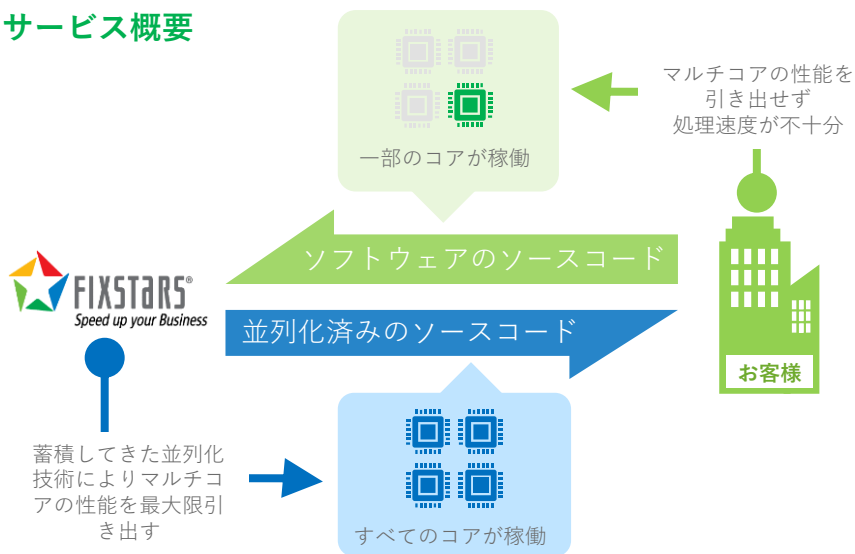 サービス概要
一部のコアが稼働
マルチコアの性能を
引き出せず
処理速度が不十分
ソフトウェアのソースコード
FIXSTARS®
Speed up your Business
並列化済みのソースコード
お客様
蓄積してきた並列化
技術によりマルチコ
アの性能を最大限引
き出す
すべてのコアが稼働